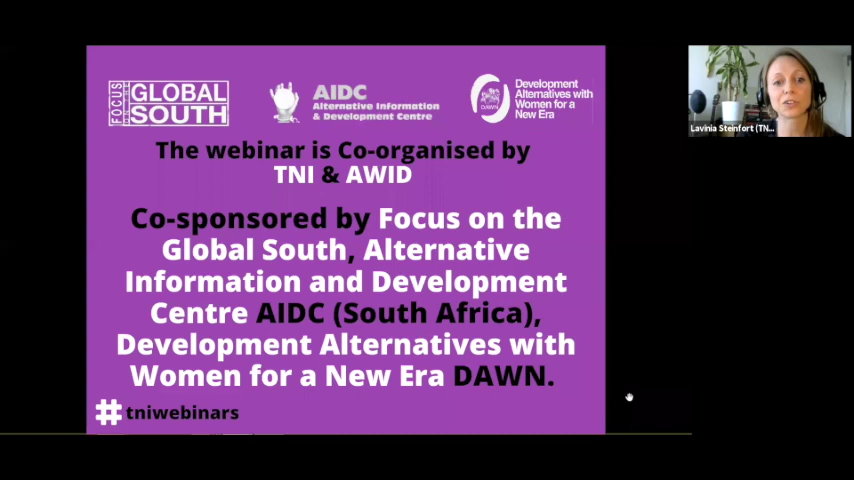 FOCUS
GLOBAL
SOUTH
AIDC
Alternative Information
& Development Centre
DAWN
Development
Alternatives with
Women for a
New Era
Lavinia Steinfort (TN...
The webinar is Co-organised by
TNI & AWID
Co-sponsored by Focus on the
Global South, Alternative
Information and Development
Centre AIDC (South Africa),
Development Alternatives with
Women for a New Era DAWN.
#tniwebinars